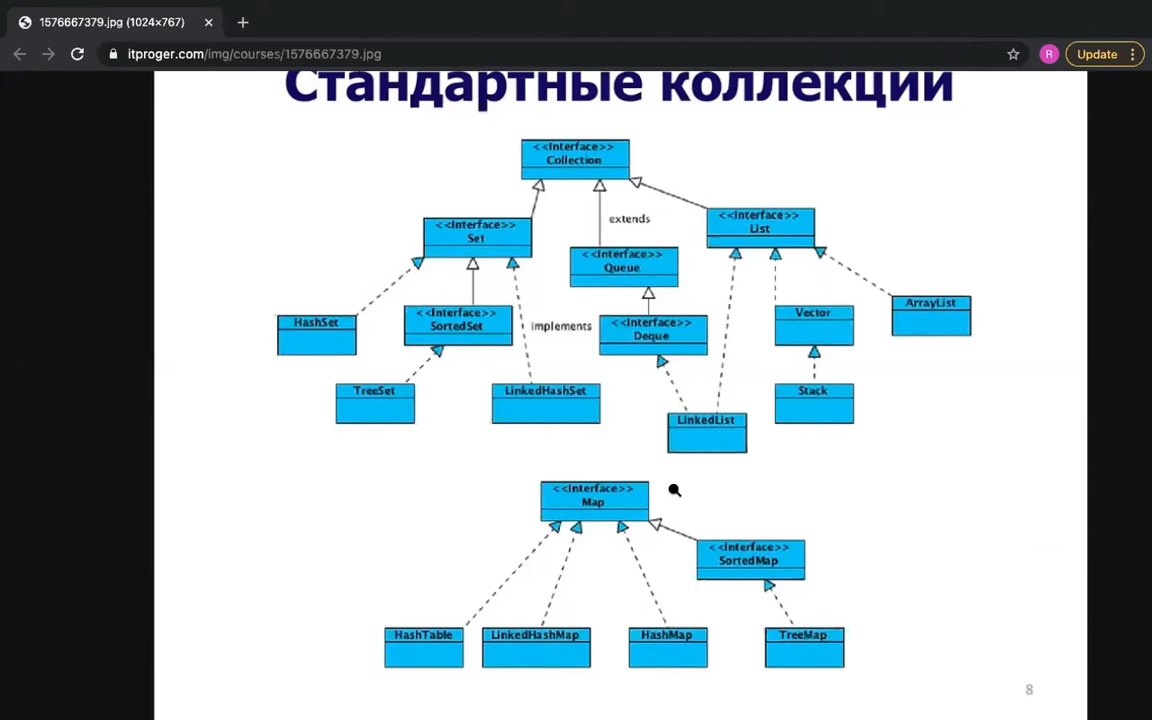 1576667379.jpg (1024×767)
itproger.com/img/courses/1576667379.jpg
R
Update
Стандартные коллекции
<<Interface>>
Collection
<<Interface>>
Set
extends
<<Interface>>
List
<<Interface>>
Queue
HashSet
<<Interface>>
SortedSet
implements
<<Interface>>
Deque
Vector
ArrayList
TreeSet
LinkedHashSet
LinkedList
Stack
<<Interface>>
Map
<<Interface>>
SortedMap
HashTable
LinkedHashMap
HashMap
TreeMap
8